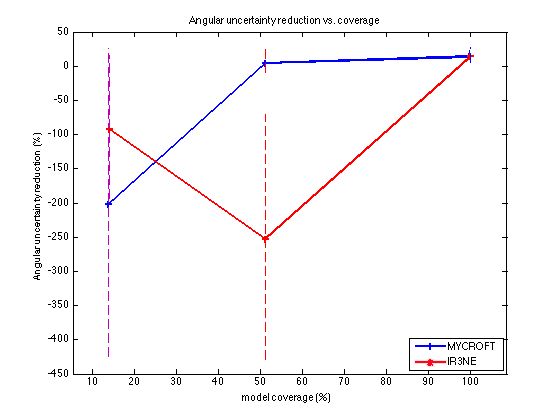 Angular uncertainty reduction vs. coverage
50
0
-50
-100
-150
-200
-250
-300
-350
-400
-450
Angular uncertainty reduction (%)
10 20 30 40 50 60 70 80 90 100
model coverage (%)
MYCROFT
IR3NE